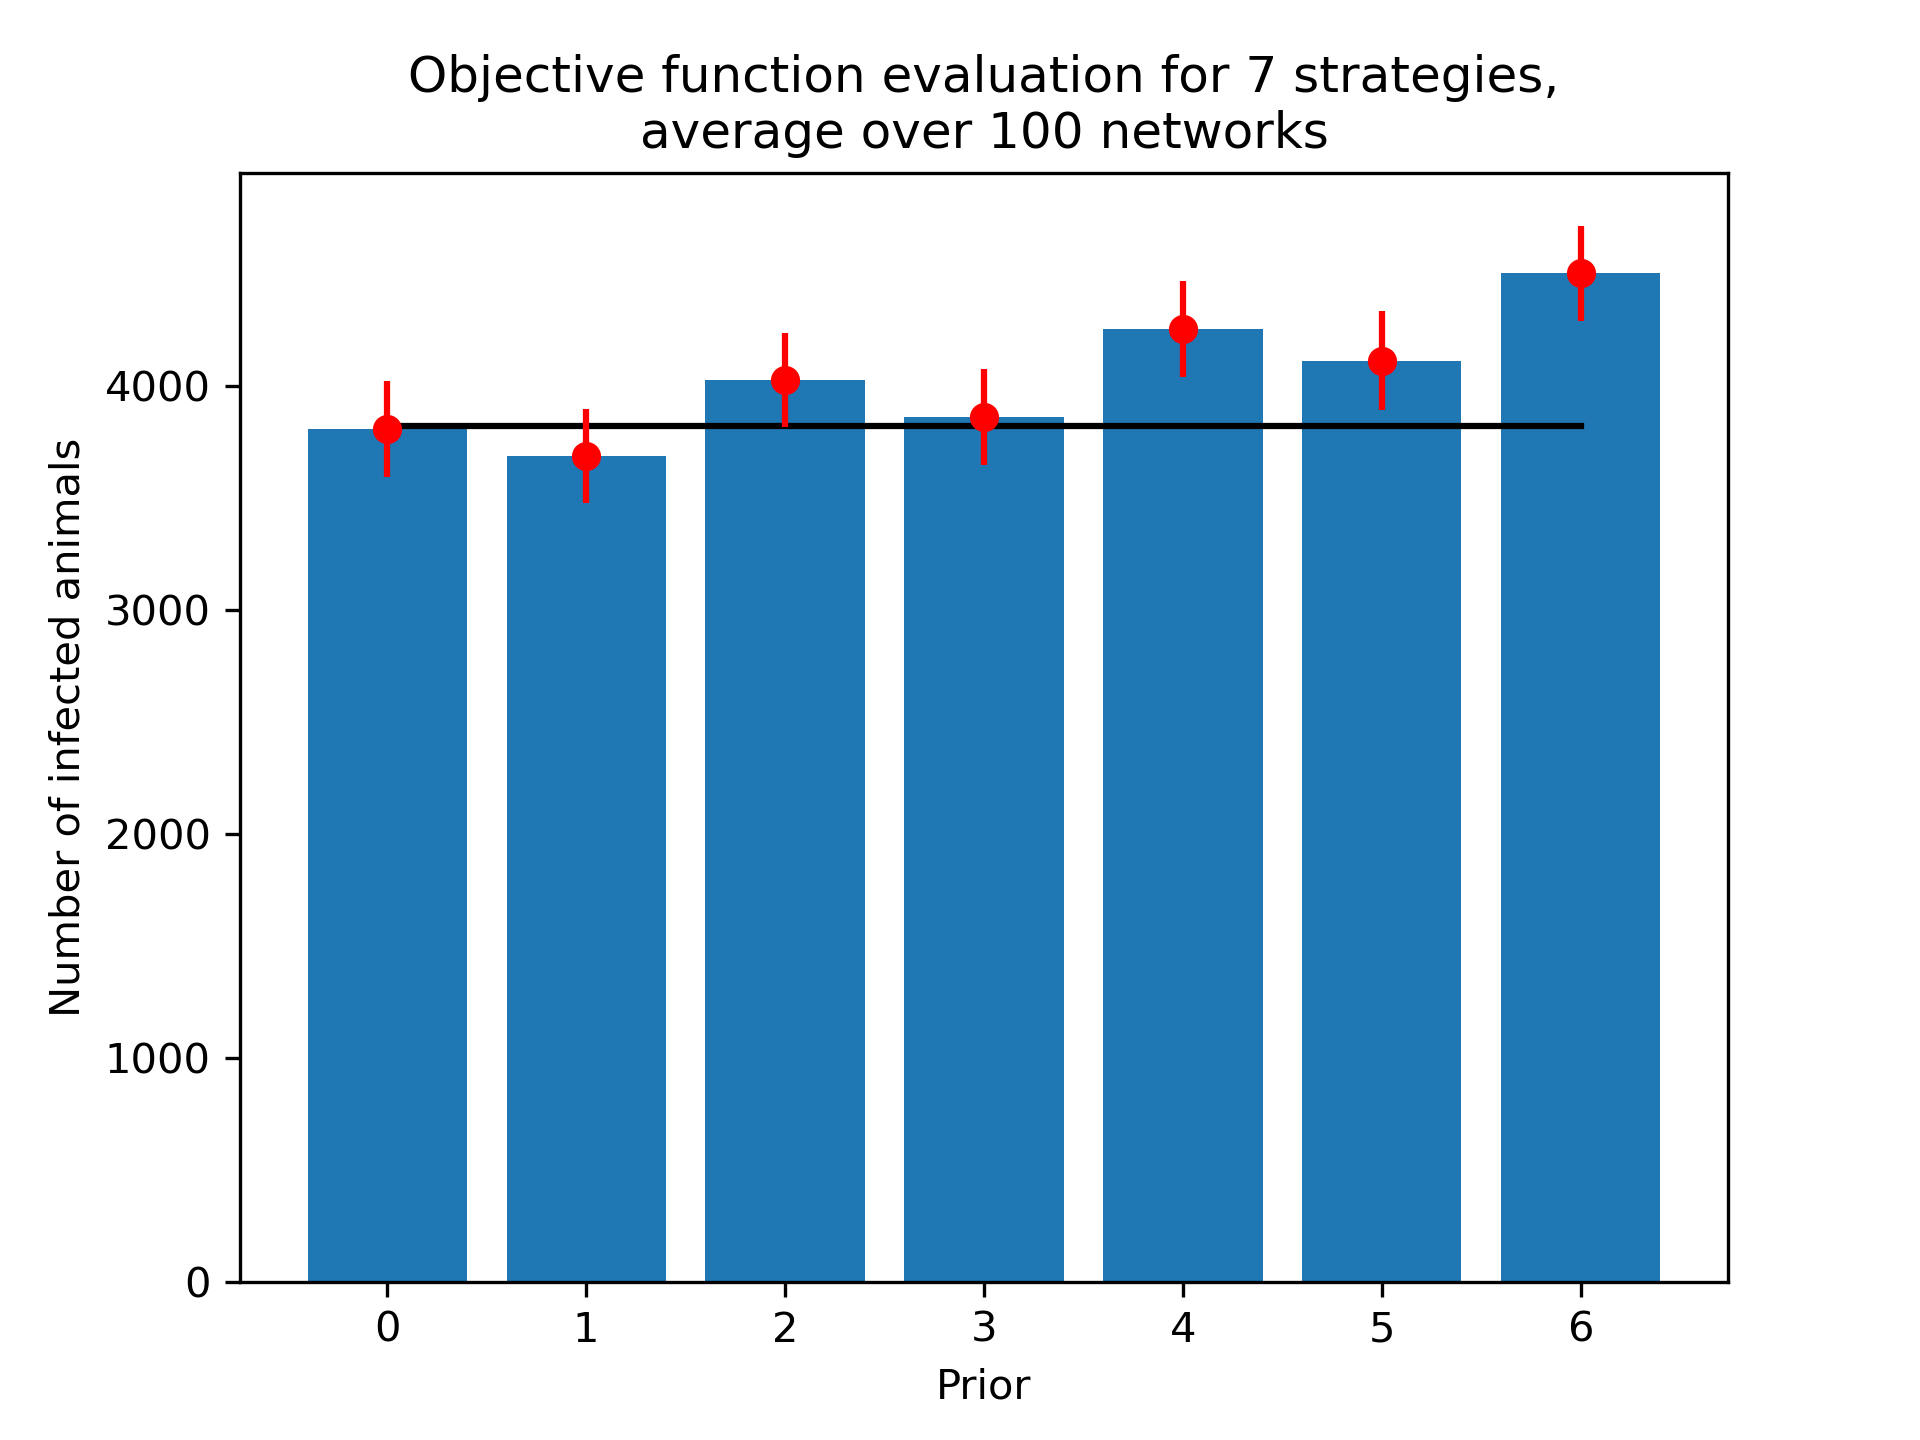 Objective function evaluation for 7 strategies,
average over 100 networks
Number of infected animals
4000
3000
2000
1000
0
0 1 2 3 4 5 6
Prior